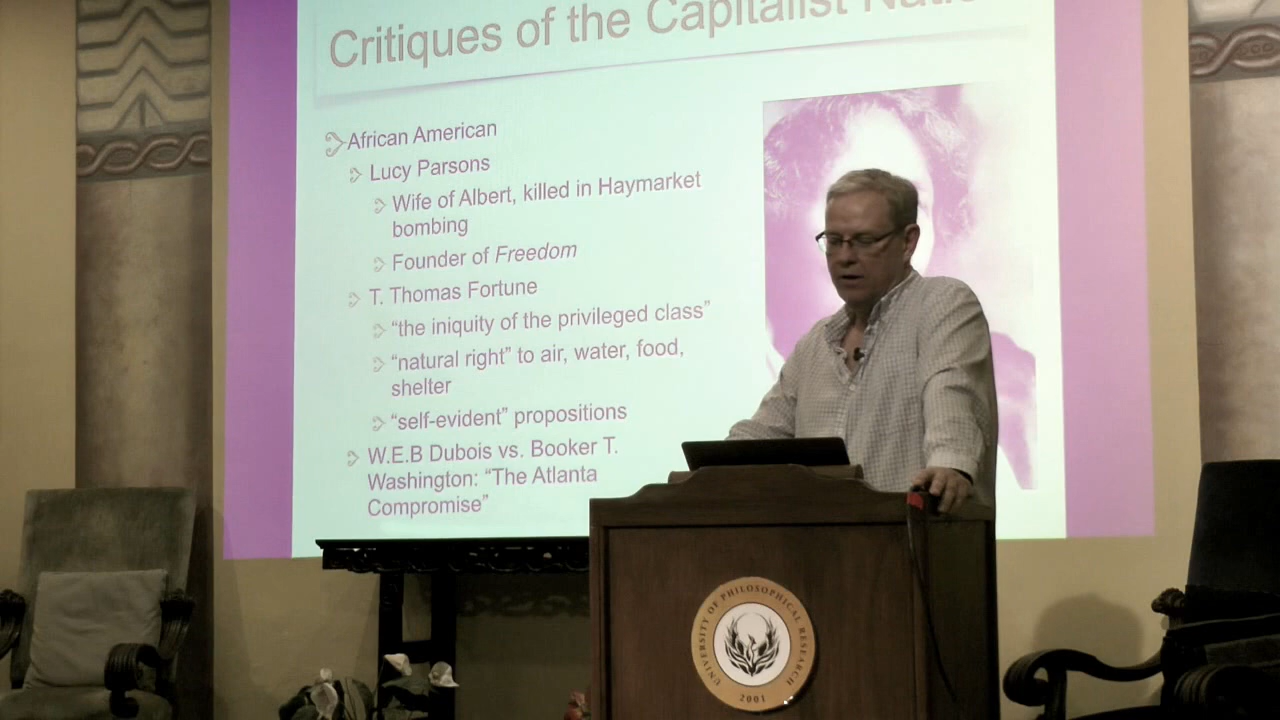 Critiques of the Capitalist
African American
Lucy Parsons
Wife of Albert, killed in Haymarket
bombing
Founder of Freedom
T. Thomas Fortune
“the iniquity of the privileged class”
“natural right” to air, water, food,
shelter
“self-evident” propositions
W.E.B Dubois vs. Booker T.
Washington: “The Atlanta
Compromise”
UNIVERSITY OF PHILOSOPHICAL RESEARCH
2001